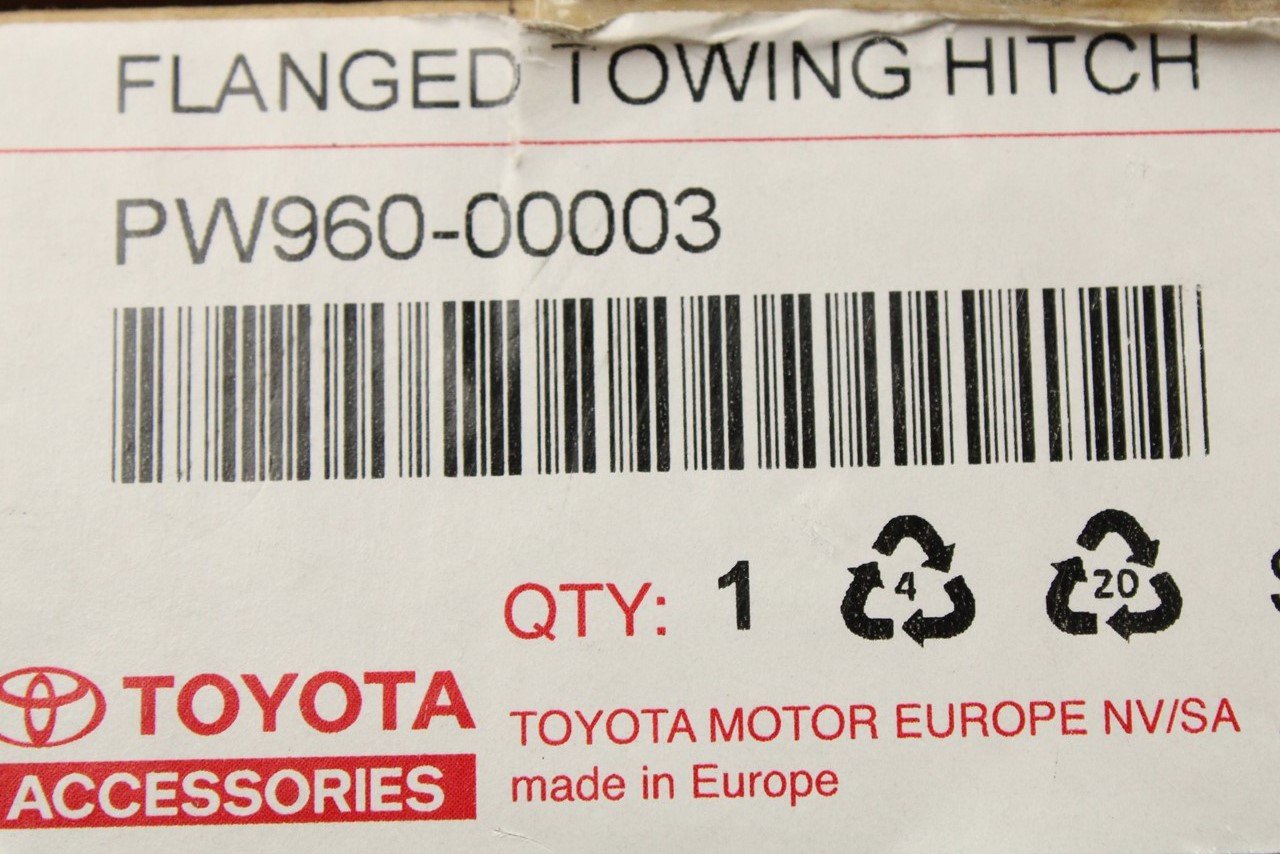 FLANGED TOWING HITCH
PW960-00003
QTY: 1 4 20
TOYOTA
ACCESSORIES
TOYOTA MOTOR EUROPE NV/SA
made in Europe